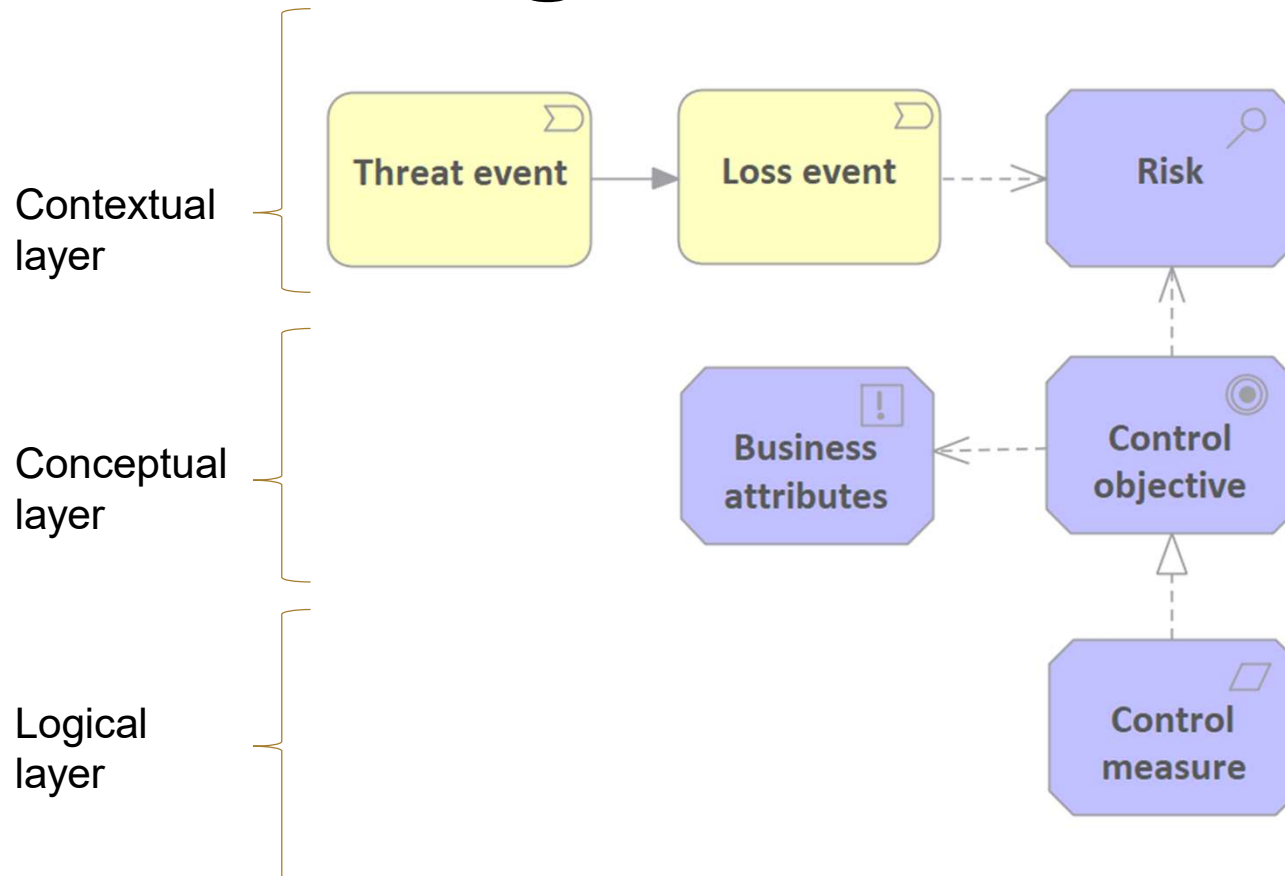 Threat event
Loss event
Risk
Contextual
layer
Business
attributes
Control
objective
Conceptual
layer
Control
measure
Logical
layer